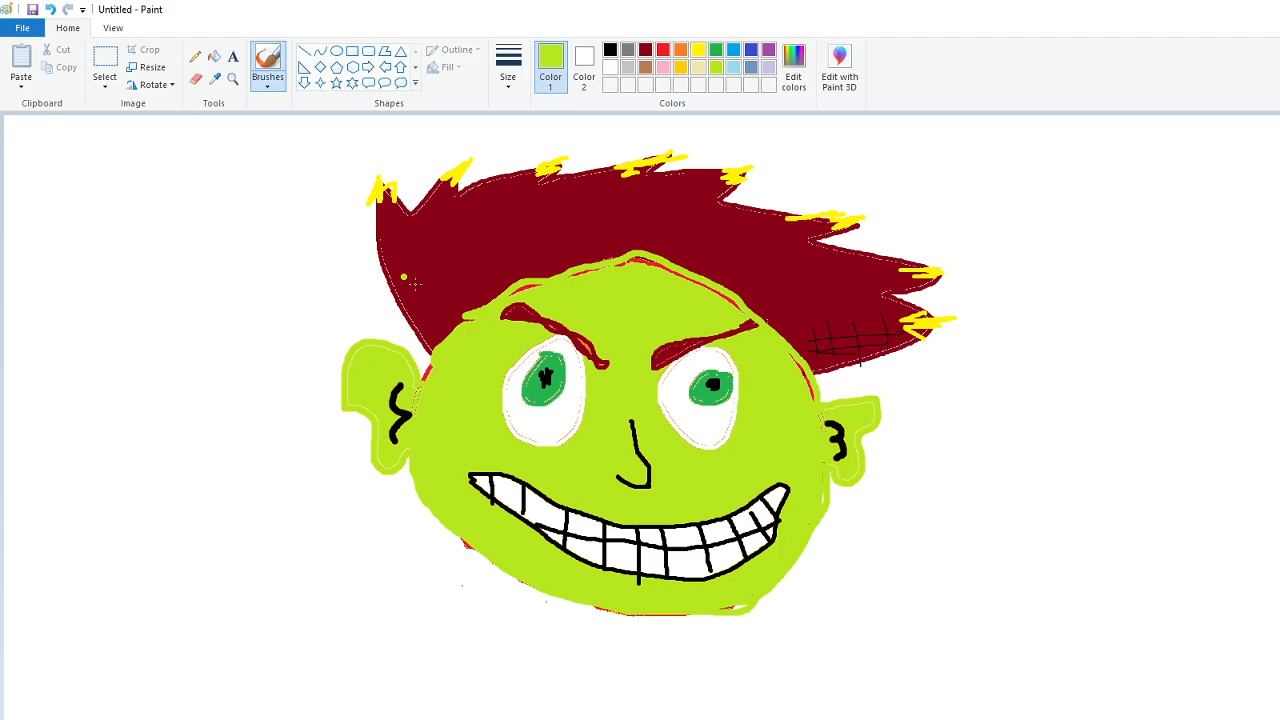 Untitled - Paint
File Home View
Paste
Cut
Copy
Clipboard
Select
Crop
Resize
Rotate
Image
A
Tools
Brushes
Outline
Fill
Shapes
Size
Color 1
Color 2
Edit colors
Colors
Edit with Paint 3D